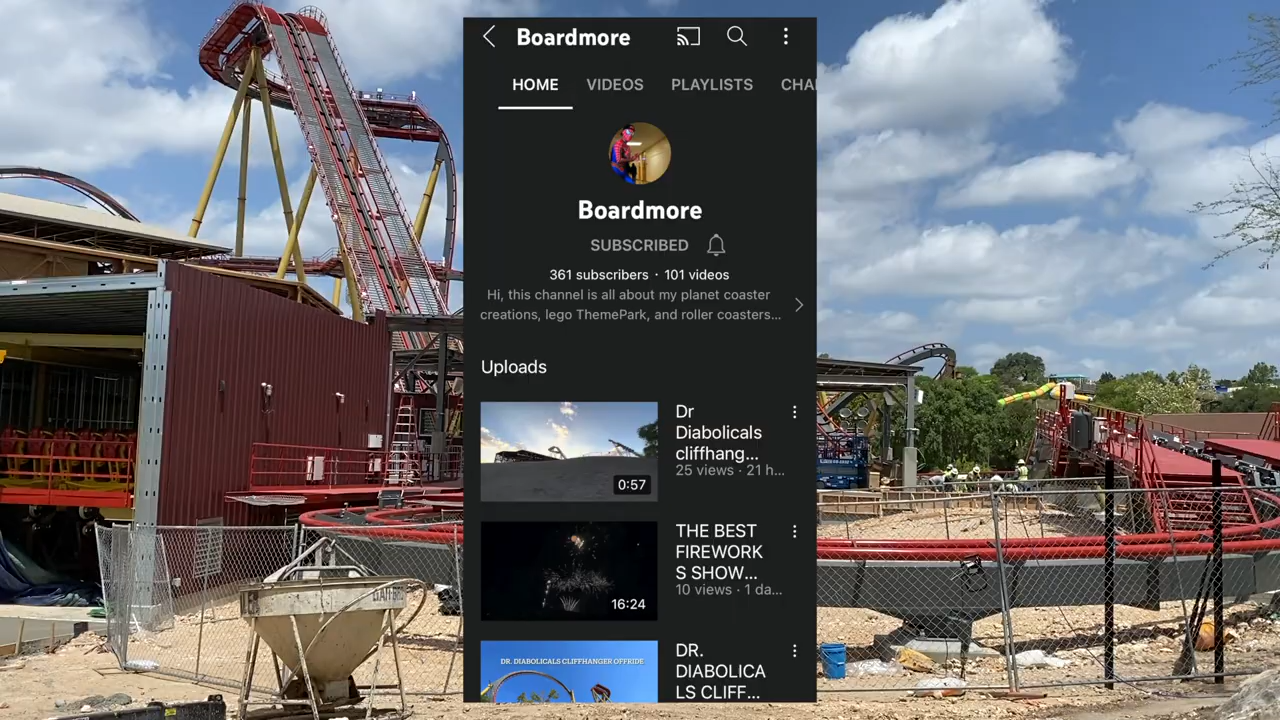 Boardmore
HOME VIDEOS PLAYLISTS CHA
Boardmore
SUBSCRIBED
361 subscribers · 101 videos
Hi, this channel is all about my planet coaster
creations, lego ThemePark, and roller coasters...
Uploads
Dr
Diabolicals
cliffhang...
25 views · 21 h...
0:57
THE BEST
FIREWORK
S SHOW...
10 views · 1 da...
16:24
DR. DIABOLICALS CLIFFHANGER OFFRIDE
DR.
DIABOLICA
LS CLIFF...